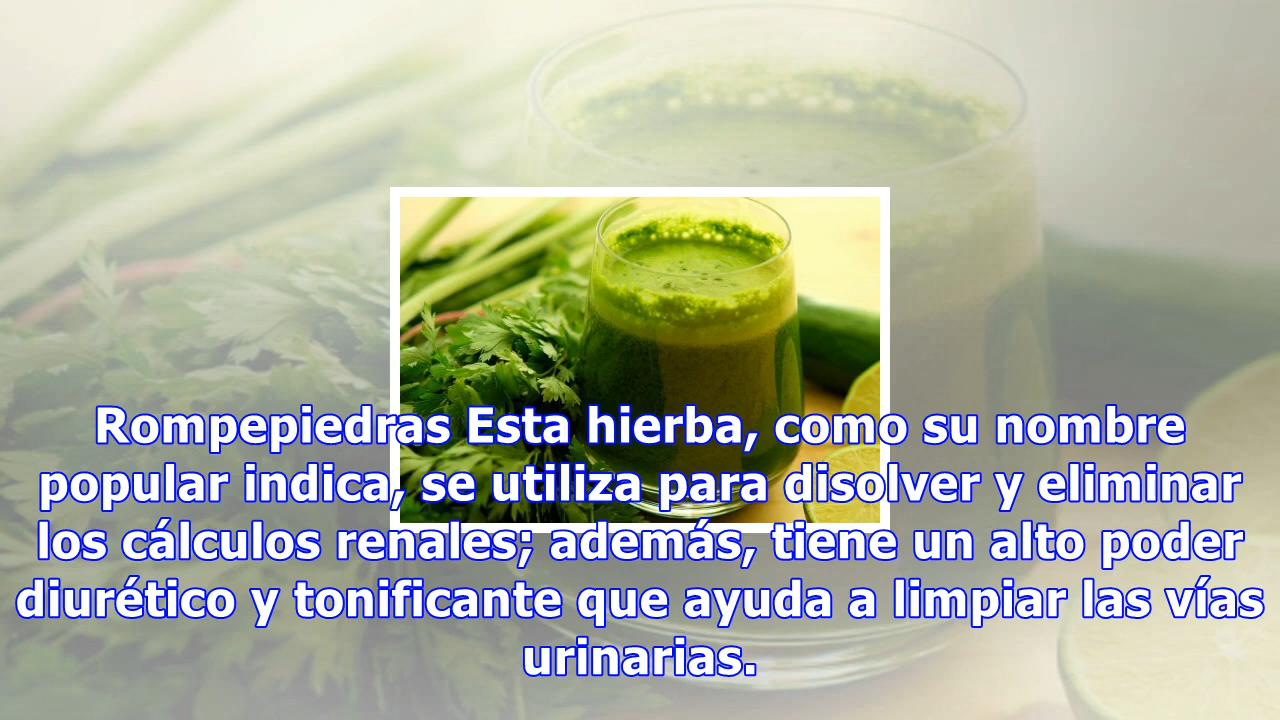 Rompepiedras Esta hierba, como su nombre
popular indica, se utiliza para disolver y eliminar
los cálculos renales; además, tiene un alto poder
diurético y tonificante que ayuda a limpiar las vías
urinarias.